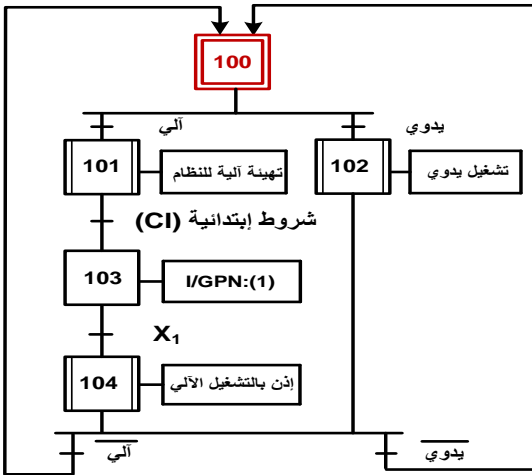 100
آلي
يدوي
101
تهيئة آلية للنظام
102
تشغيل يدوي
شروط إبتدائية (CI)
103
I/GPN:(1)
X₁
104
إذن بالتشغيل الآلي
آلي
يدوي